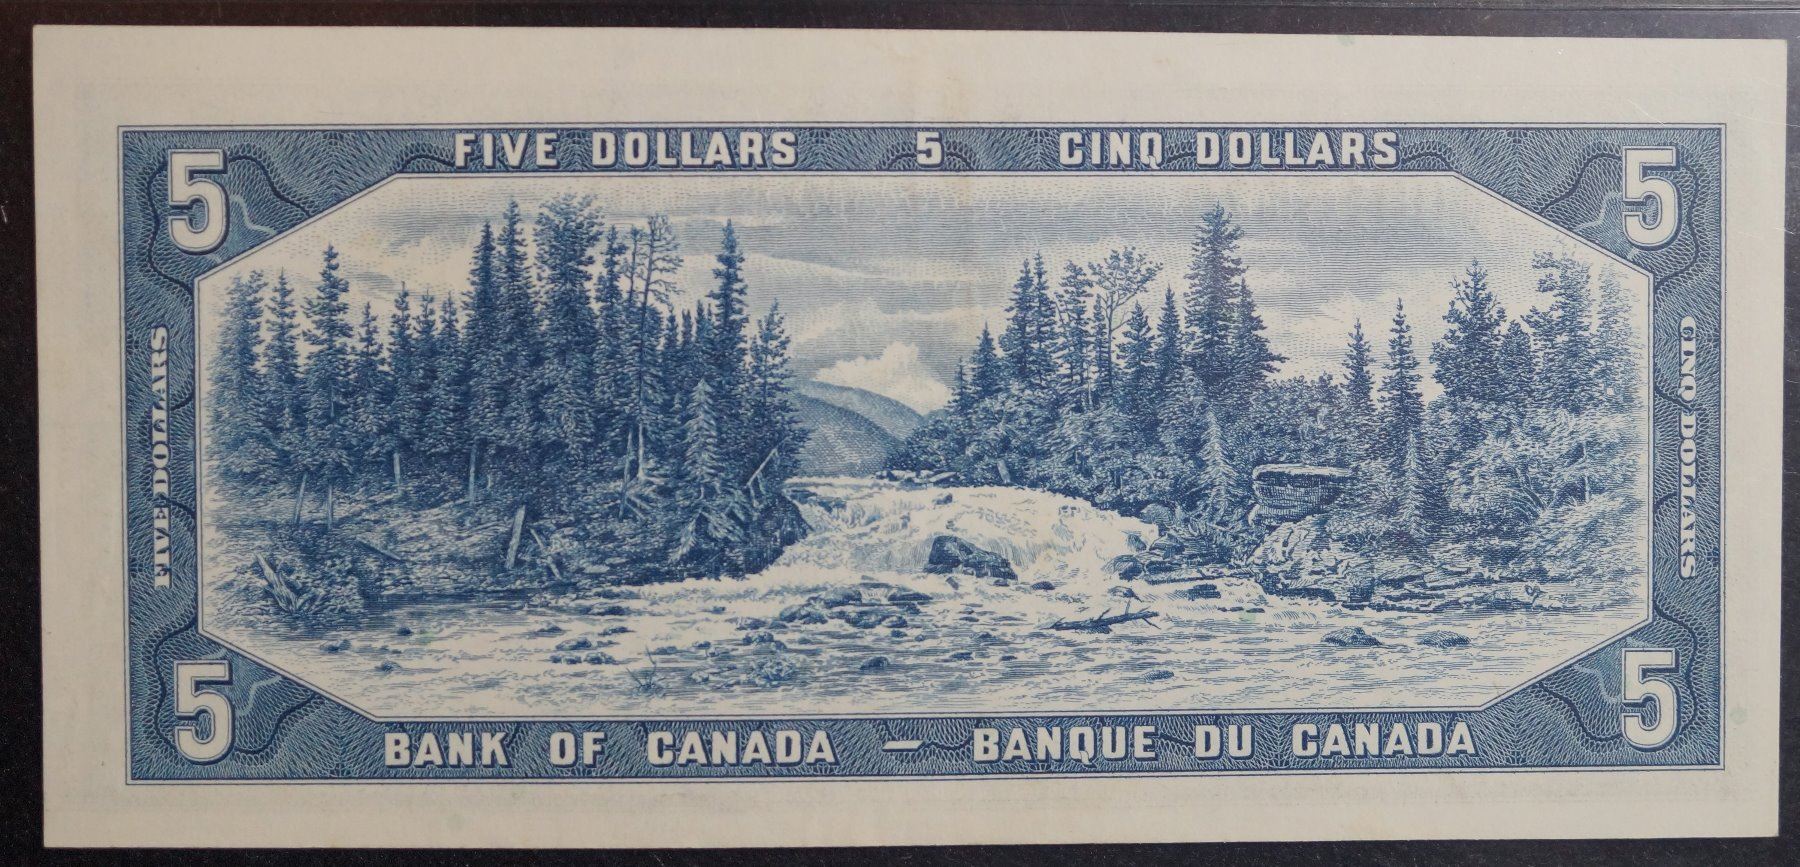 FIVE DOLLARS 5 CINQ DOLLARS
5 5
FIVE DOLLARS
CINQ DOLLARS
5 5
BANK OF CANADA — BANQUE DU CANADA